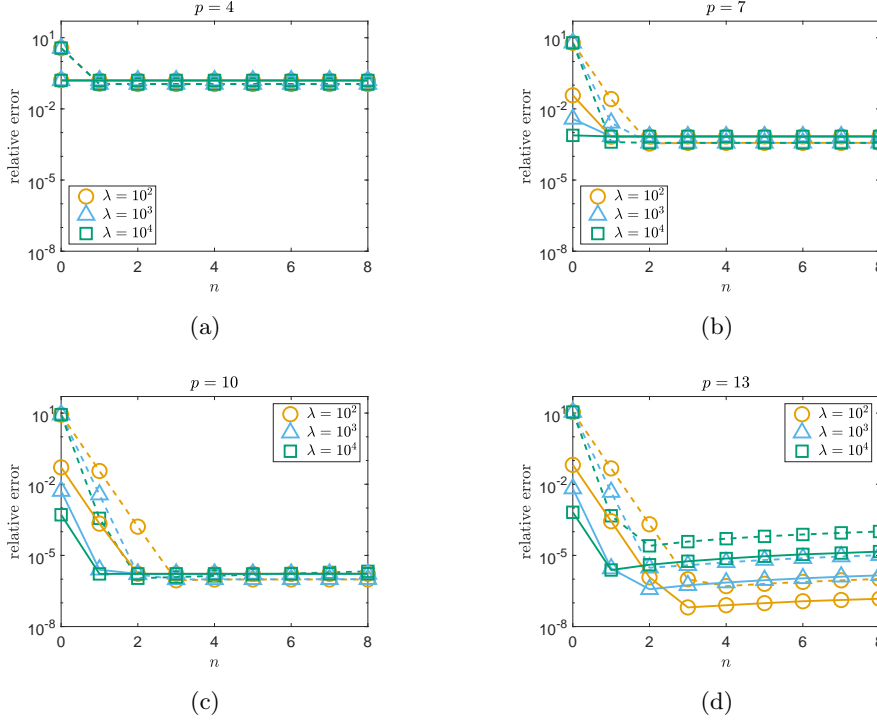 p = 4
p = 7
10^1
10^-2
10^-5
10^-8
relative error
λ = 10^2
λ = 10^3
λ = 10^4
0 2 4 6 8
n
10^1
10^-2
10^-5
10^-8
relative error
λ = 10^2
λ = 10^3
λ = 10^4
0 2 4 6 8
n
(a)
(b)
p = 10
p = 13
10^1
10^-2
10^-5
10^-8
relative error
λ = 10^2
λ = 10^3
λ = 10^4
0 2 4 6 8
n
10^1
10^-2
10^-5
10^-8
relative error
λ = 10^2
λ = 10^3
λ = 10^4
0 2 4 6 8
n
(c)
(d)